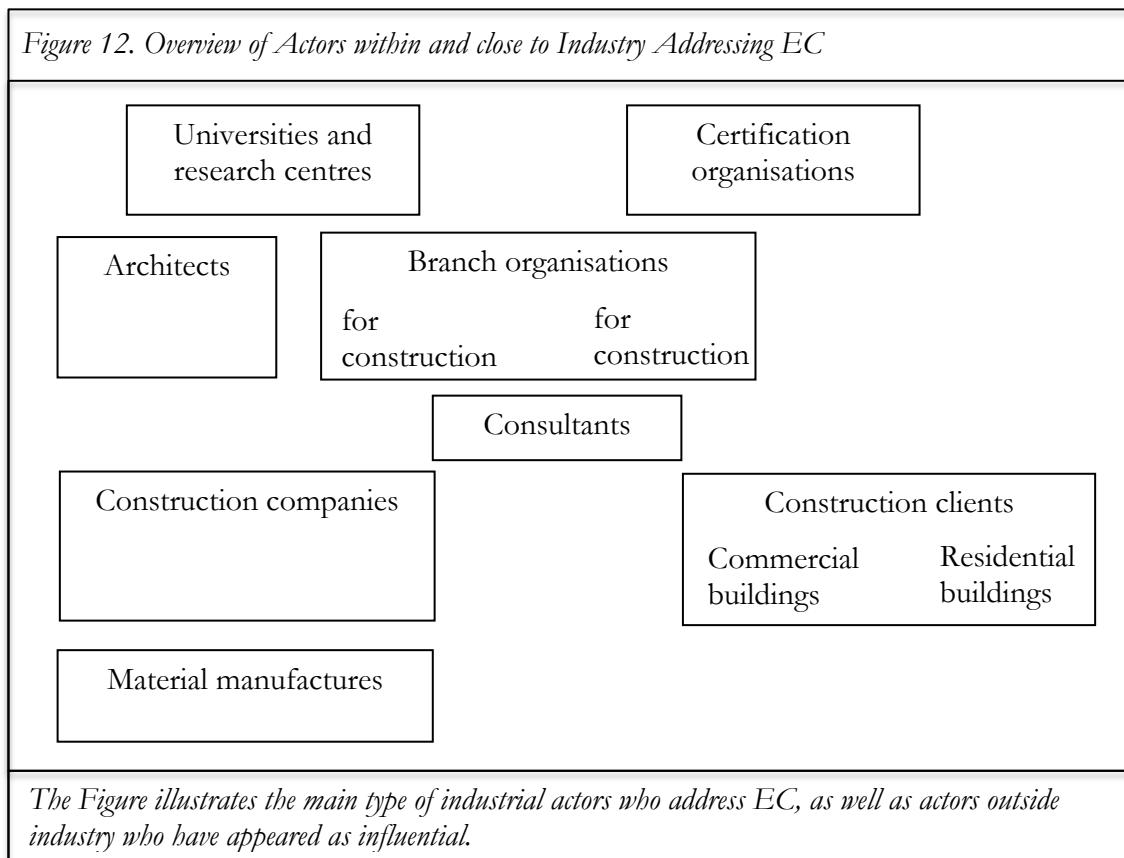 Figure 12. Overview of Actors within and close to Industry Addressing EC
Universities and
research centres
Certification
organisations
Architects
Branch organisations
for
construction
for
construction
Consultants
Construction companies
Construction clients
Commercial
buildings
Residential
buildings
Material manufactures
The Figure illustrates the main type of industrial actors who address EC, as well as actors outside
industry who have appeared as influential.